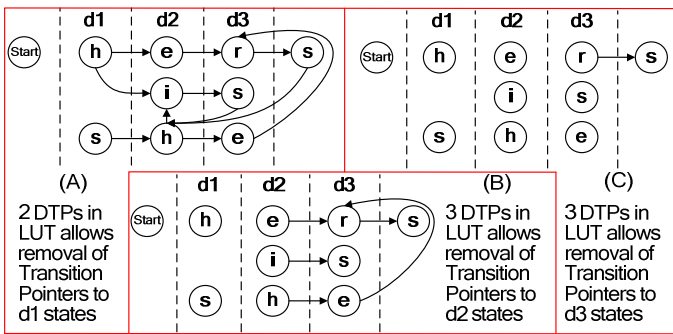 d1 d2 d3
Start h e r s
i s
s h e
(A)
2 DTPs in
LUT allows
removal of
Transition
Pointers to
d1 states
d1 d2 d3
Start h e r s
i s
s h e
(B)
3 DTPs in
LUT allows
removal of
Transition
Pointers to
d2 states
d1 d2 d3
Start h e r s
i s
s h e
(C)
3 DTPs in
LUT allows
removal of
Transition
Pointers to
d3 states